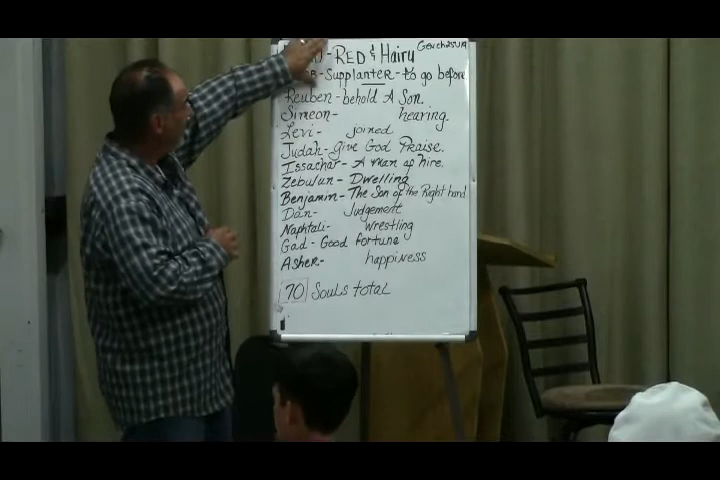 - RED & Hairy
- Supplanter - to go before
Reuben - behold A Son.
Simeon - hearing.
Levi - joined
Judah - Give God Praise.
Issachar - A man of hire.
Zebulun - Dwelling
Benjamin - The Son of the Right hand
Dan - Judgement
Naphtali - wrestling
Gad - Good fortune
Asher - happiness
70 Souls total